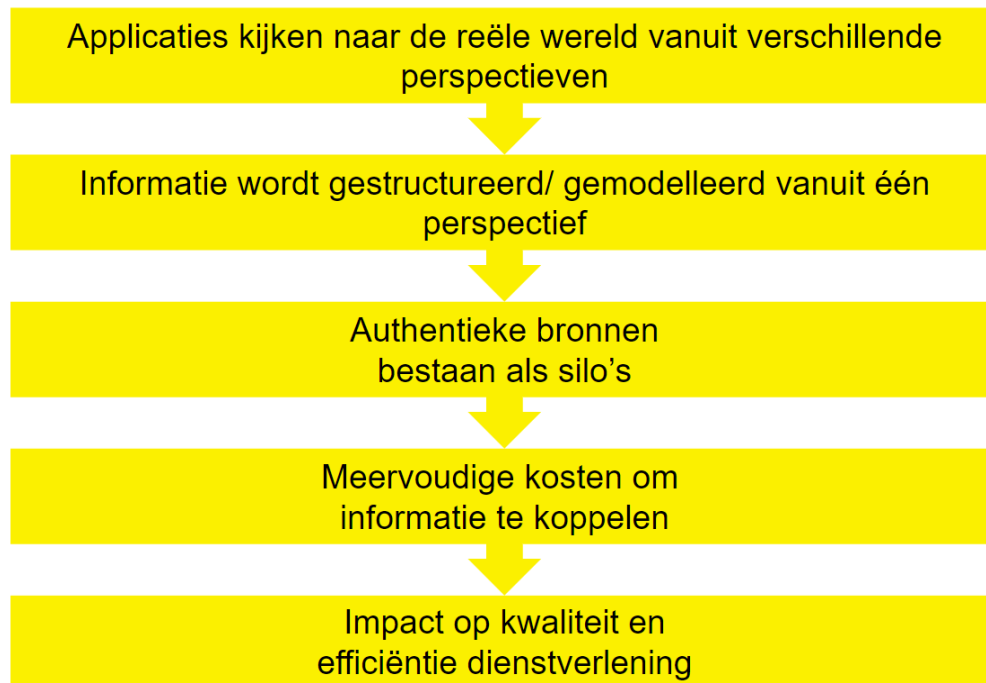 Applicaties kijken naar de reële wereld vanuit verschillende
perspectieven
Informatie wordt gestructureerd/ gemodelleerd vanuit één
perspectief
Authentieke bronnen
bestaan als silo's
Meervoudige kosten om
informatie te koppelen
Impact op kwaliteit en
efficiëntie dienstverlening